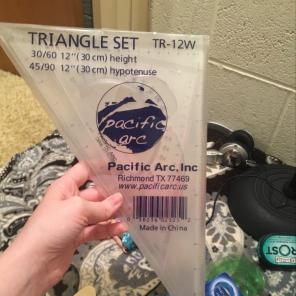 TRIANGLE SET TR-12W
30/60 12" (30 cm) height
45/90 12" (30 cm) hypotenuse
pacific
arc
Pacific Arc, Inc
Richmond TX 77469
www.pacificarc.us
Made in China